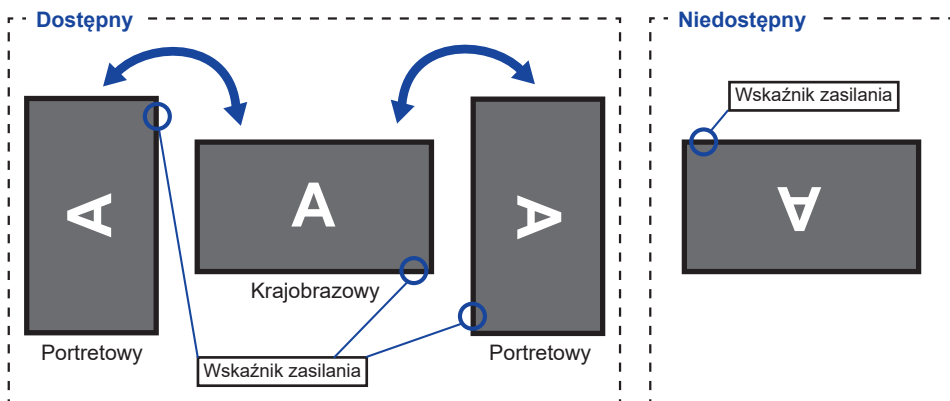 Dostępny
Niedostępny
Wskaźnik zasilania
A
A
A
A
Krajobrazowy
Portretowy
Portretowy
Wskaźnik zasilania